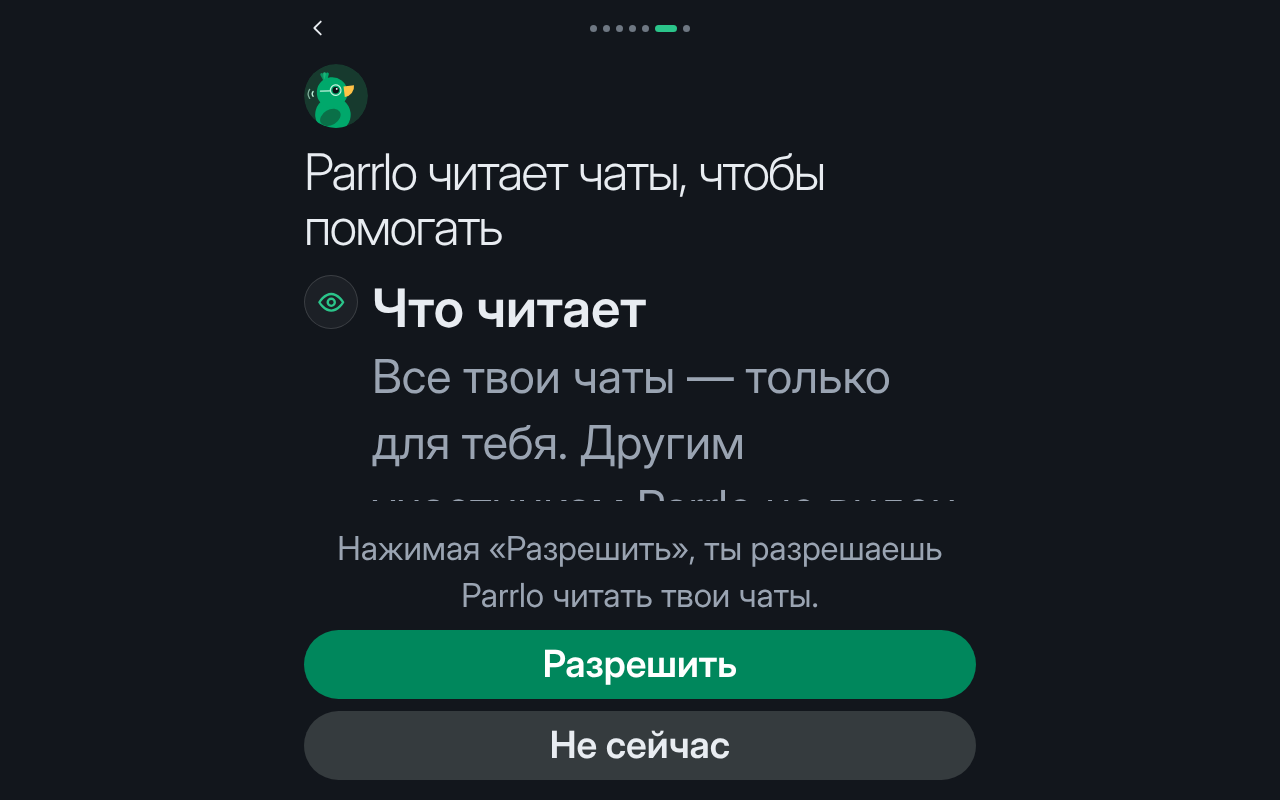 Parrlo читает чаты, чтобы
помогать
Что читает
Все твои чаты — только
для тебя. Другим
Нажимая «Разрешить», ты разрешаешь
Parrlo читать твои чаты.
Разрешить
Не сейчас